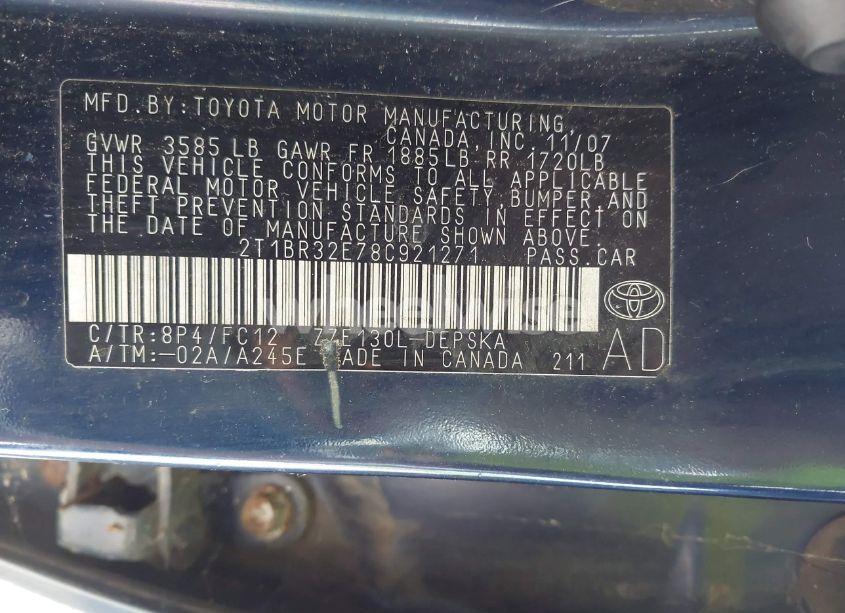 MFD.BY:TOYOTA MOTOR MANUFACTURING,
CANADA,INC. 11/07
GVWR 3585 LB GAWR FR 1885LB RR 1720LB
THIS VEHICLE CONFORMS TO ALL APPLICABLE
FEDERAL MOTOR VEHICLE SAFETY,BUMPER,AND
THEFT PREVENTION STANDARDS IN EFFECT ON
THE DATE OF MANUFACTURE SHOWN ABOVE.
2T1BR32E78C921271 PASS.CAR
wheelwise
C/TR:8P4/FC12 ZZE130L-DEPSKA
A/TM:-02A/A245E MADE IN CANADA 211 AD